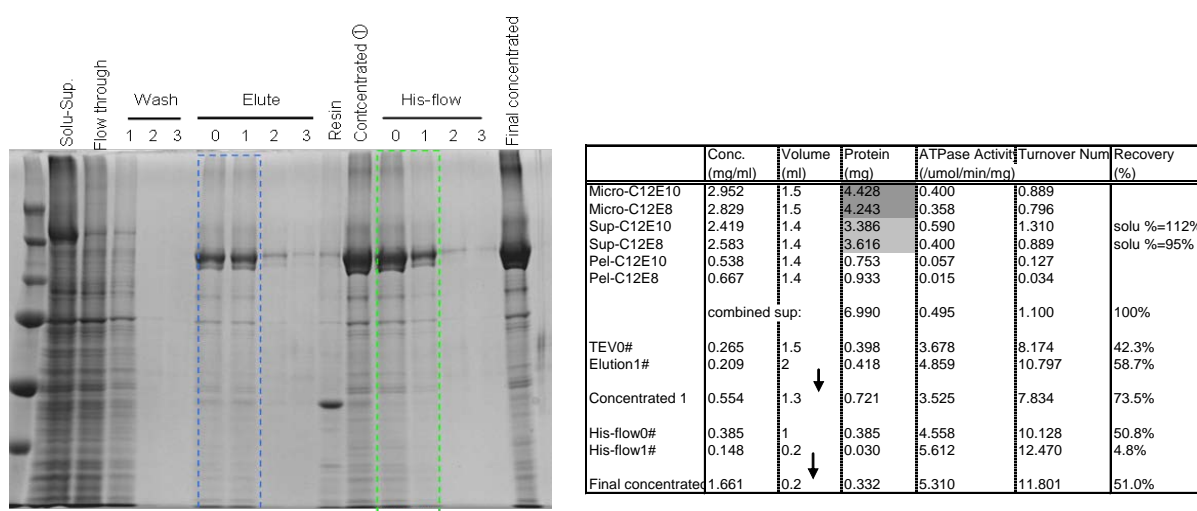 Solu-Sup.
Flow through
Wash
1 2 3
Elute
0 1 2 3
Resin
Contcentrated ①
His-flow
0 1 2 3
Final concentrated
Conc. Volume Protein ATPase Activit Turnover Num Recovery
(mg/ml) (ml) (mg) (/umol/min/mg) (%)
Micro-C12E10 2.952 1.5 4.428 0.400 0.889
Micro-C12E8 2.829 1.5 4.243 0.358 0.796
Sup-C12E10 2.419 1.4 3.386 0.590 1.310 solu %=112%
Sup-C12E8 2.583 1.4 3.616 0.400 0.889 solu %=95%
Pel-C12E10 0.538 1.4 0.753 0.057 0.127
Pel-C12E8 0.667 1.4 0.933 0.015 0.034
combined sup: 6.990 0.495 1.100 100%
TEV0# 0.265 1.5 0.398 3.678 8.174 42.3%
Elution1# 0.209 2 0.418 4.859 10.797 58.7%
Concentrated 1 0.554 1.3 0.721 3.525 7.834 73.5%
His-flow0# 0.385 1 0.385 4.558 10.128 50.8%
His-flow1# 0.148 0.2 0.030 5.612 12.470 4.8%
Final concentrated 1.661 0.2 0.332 5.310 11.801 51.0%